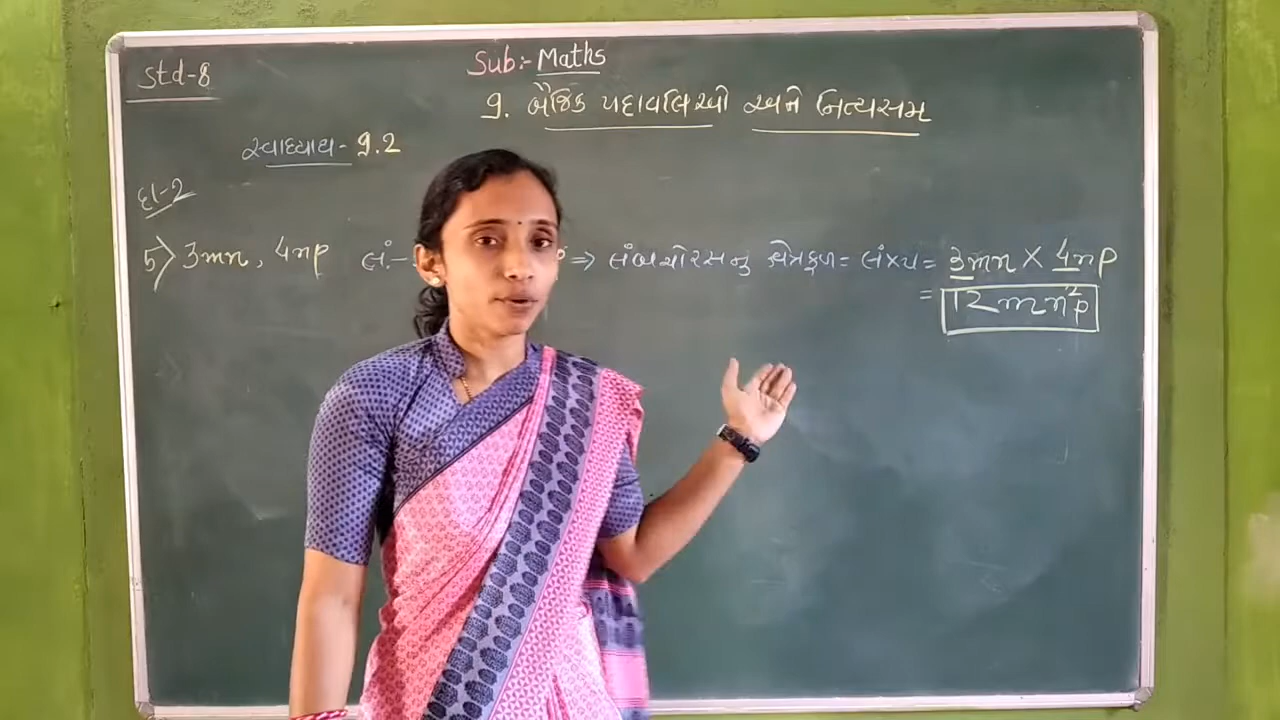 Std-8
Sub:- Maths
9. બૈજિક પદાવલિઓ અને નિત્યસમ
સ્વાધ્યાય- 9.2
દા-2
5) 3mn, 4np લં.- ⇒ લંબચોરસનુ ક્ષેત્રફળ = લં×પ = 3mn × 4np
= 12mn²p